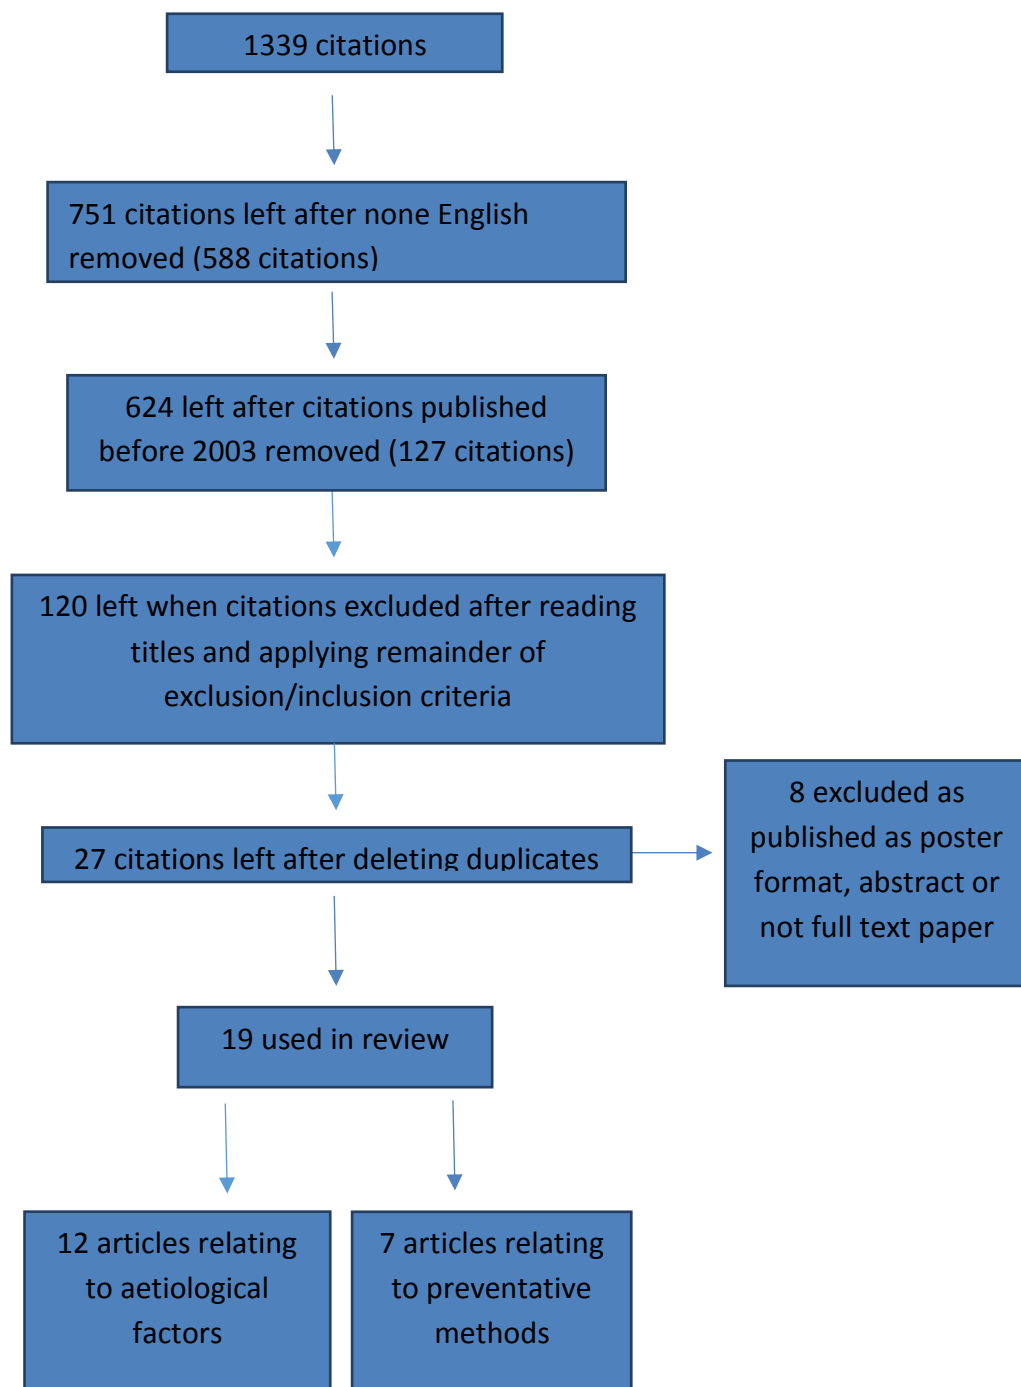 1339 citations
751 citations left after none English
removed (588 citations)
624 left after citations published
before 2003 removed (127 citations)
120 left when citations excluded after reading
titles and applying remainder of
exclusion/inclusion criteria
27 citations left after deleting duplicates
8 excluded as
published as poster
format, abstract or
not full text paper
19 used in review
12 articles relating
to aetiological
factors
7 articles relating
to preventative
methods